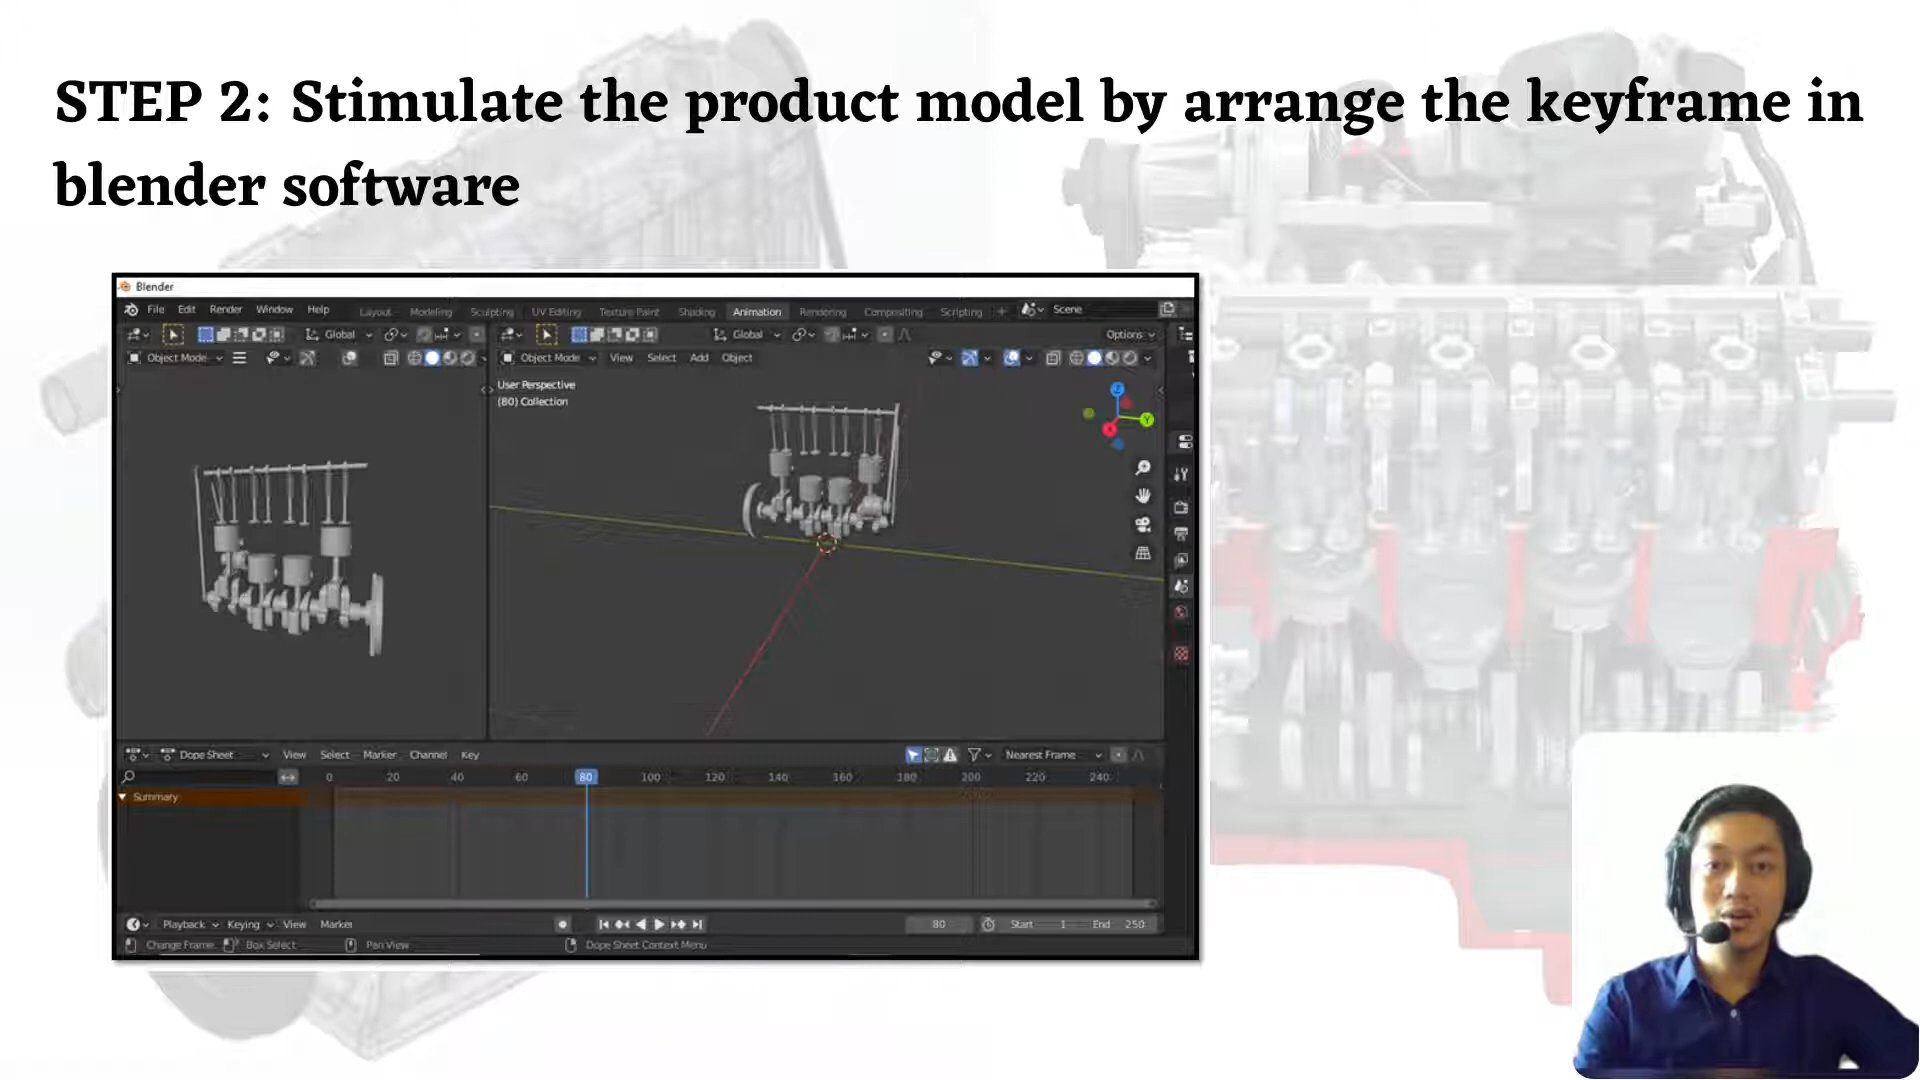 STEP 2: Stimulate the product model by arrange the keyframe in
blender software
Blender
File Edit Render Window Help Layout Modeling Sculpting UV Editing Texture Paint Shading Animation Rendering Compositing Scripting + Scene
Global Global Options
Object Mode Object Mode View Select Add Object
User Perspective
(80) Collection
Z
Y
X
Dope Sheet View Select Marker Channel Key Nearest Frame
0 20 40 60 80 100 120 140 160 180 200 220 240
Summary
Playback Keying View Marker 80 Start 1 End 250
Change Frame Box Select Pan View Dope Sheet Context Menu